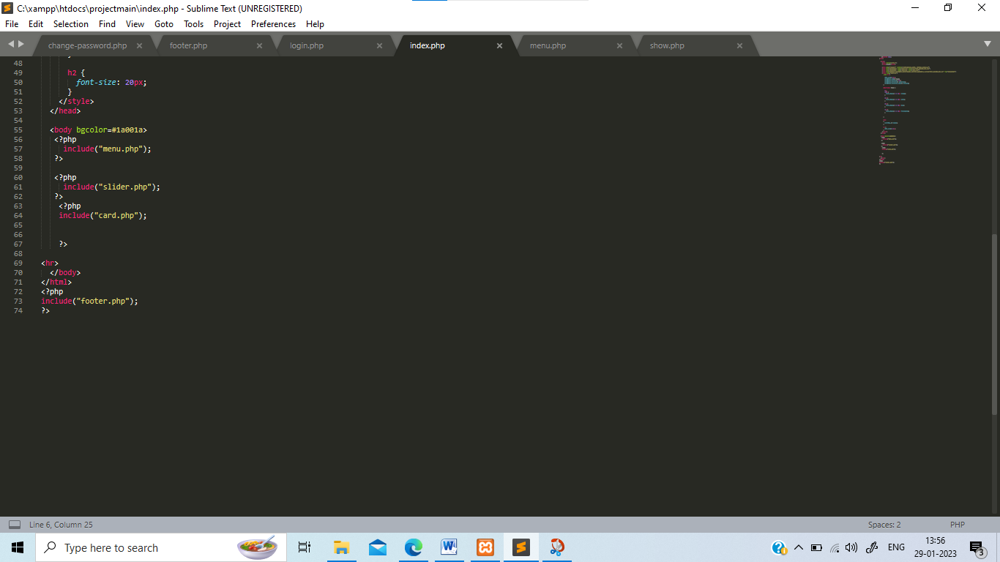 C:\xampp\htdocs\projectmain\index.php - Sublime Text (UNREGISTERED)
File Edit Selection Find View Goto Tools Project Preferences Help
change-password.php footer.php login.php index.php menu.php show.php
48 }
49 h2 {
50 font-size: 20px;
51 }
52 </style>
53 </head>
54
55 <body bgcolor=#1a001a>
56 <?php
57 include("menu.php");
58 ?>
59
60 <?php
61 include("slider.php");
62 ?>
63 <?php
64 include("card.php");
65
66
67 ?>
68
69 <hr>
70 </body>
71 </html>
72 <?php
73 include("footer.php");
74 ?>
Line 6, Column 25 Spaces: 2 PHP
Type here to search ENG 13:56
29-01-2023 3